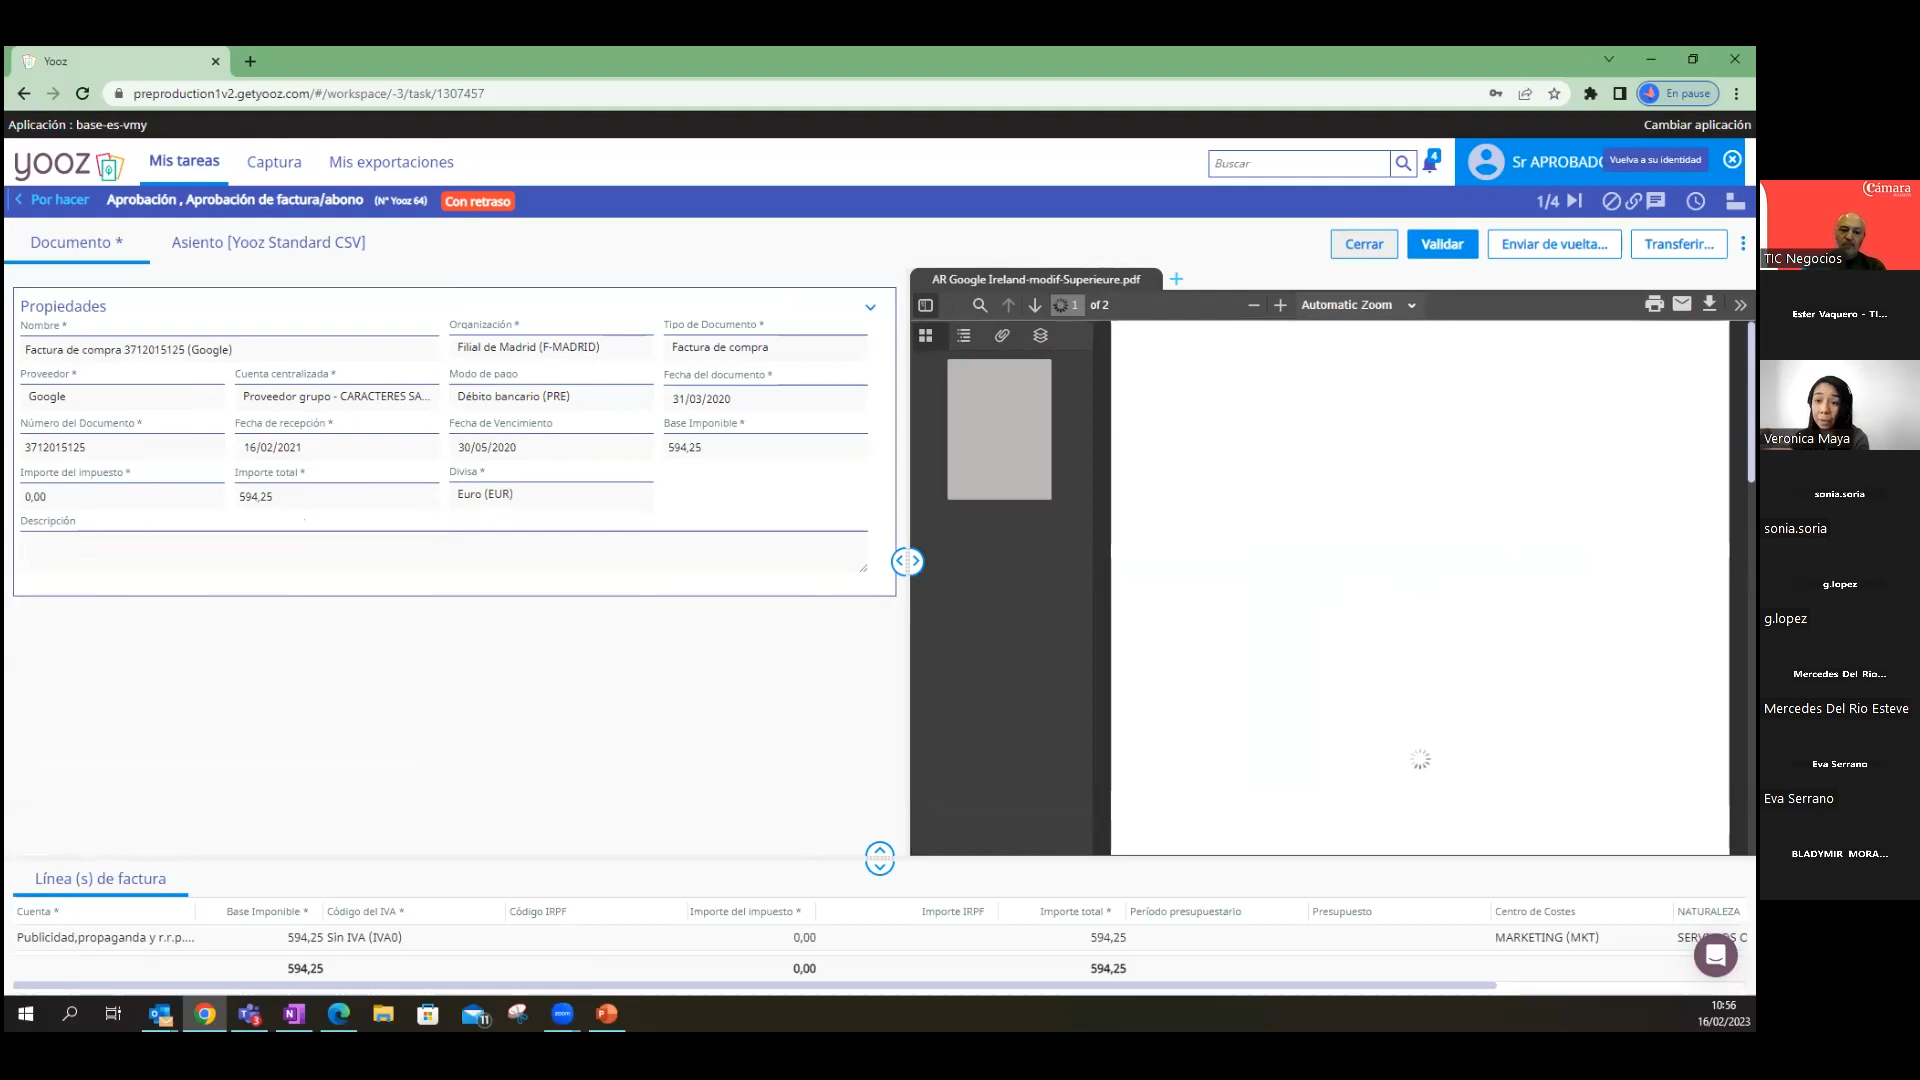 Yooz
preproduction1v2.getyooz.com/#/workspace/-3/task/1307457
En pause
Aplicación : base-es-vmy
Cambiar aplicación
yooz
Mis tareas
Captura
Mis exportaciones
Buscar
4
Sr APROBADO
Vuelva a su identidad
Por hacer
Aprobación , Aprobación de factura/abono (N° Yooz 64)
Con retraso
1/4
Documento *
Asiento [Yooz Standard CSV]
Cerrar
Validar
Enviar de vuelta...
Transferir...
AR Google Ireland-modif-Superieure.pdf
1 of 2
Automatic Zoom
Propiedades
Nombre *
Organización *
Tipo de Documento *
Factura de compra 3712015125 (Google)
Filial de Madrid (F-MADRID)
Factura de compra
Proveedor *
Cuenta centralizada *
Modo de pago
Fecha del documento *
Google
Proveedor grupo - CARACTERES SA...
Débito bancario (PRE)
31/03/2020
Número del Documento *
Fecha de recepción *
Fecha de Vencimiento
Base Imponible *
3712015125
16/02/2021
30/05/2020
594,25
Importe del impuesto *
Importe total *
Divisa *
0,00
594,25
Euro (EUR)
Descripción
Línea (s) de factura
Cuenta *
Base Imponible *
Código del IVA *
Código IRPF
Importe del impuesto *
Importe IRPF
Importe total *
Período presupuestario
Presupuesto
Centro de Costes
NATURALEZA
Publicidad,propaganda y r.r.p....
594,25
Sin IVA (IVA0)
0,00
594,25
MARKETING (MKT)
594,25
0,00
594,25
10:56
16/02/2023
3
11
zoom
Cámara
TIC Negocios
Ester Vaquero - TI...
Veronica Maya
sonia.soria
sonia.soria
g.lopez
g.lopez
Mercedes Del Rio...
Mercedes Del Rio Esteve
Eva Serrano
Eva Serrano
BLADYMIR MORA...